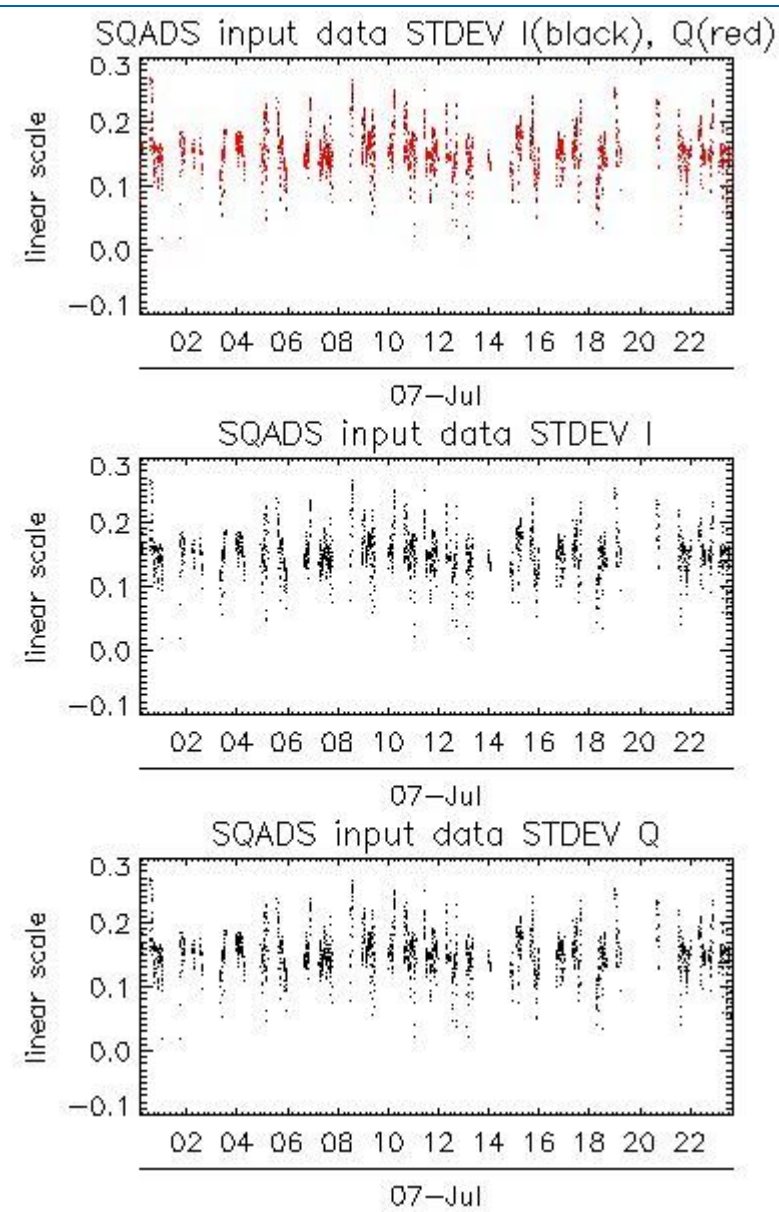 SQADS input data STDEV I(black), Q(red)
0.3
0.2
0.1
0.0
−0.1
linear scale
02 04 06 08 10 12 14 16 18 20 22
07−Jul
SQADS input data STDEV I
0.3
0.2
0.1
0.0
−0.1
linear scale
02 04 06 08 10 12 14 16 18 20 22
07−Jul
SQADS input data STDEV Q
0.3
0.2
0.1
0.0
−0.1
linear scale
02 04 06 08 10 12 14 16 18 20 22
07−Jul